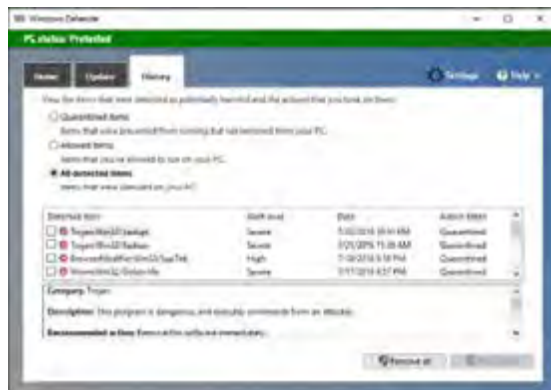 Windows Defender
PC status: Protected
Home
Update
History
Settings
Help
View the items that were detected as potentially harmful and the actions that you took on them:
Quarantined items
Items that were prevented from running but not removed from your PC.
Allowed items
Items that you've allowed to run on your PC.
All detected items
Items that were detected on your PC.
Detected item Alert level Date Action taken
Severe Quarantined
Severe Quarantined
High Quarantined
Severe Quarantined
Category: Trojan
Description: This program is dangerous and executes commands from an attacker.
Recommended action: Remove this software immediately.
Remove all